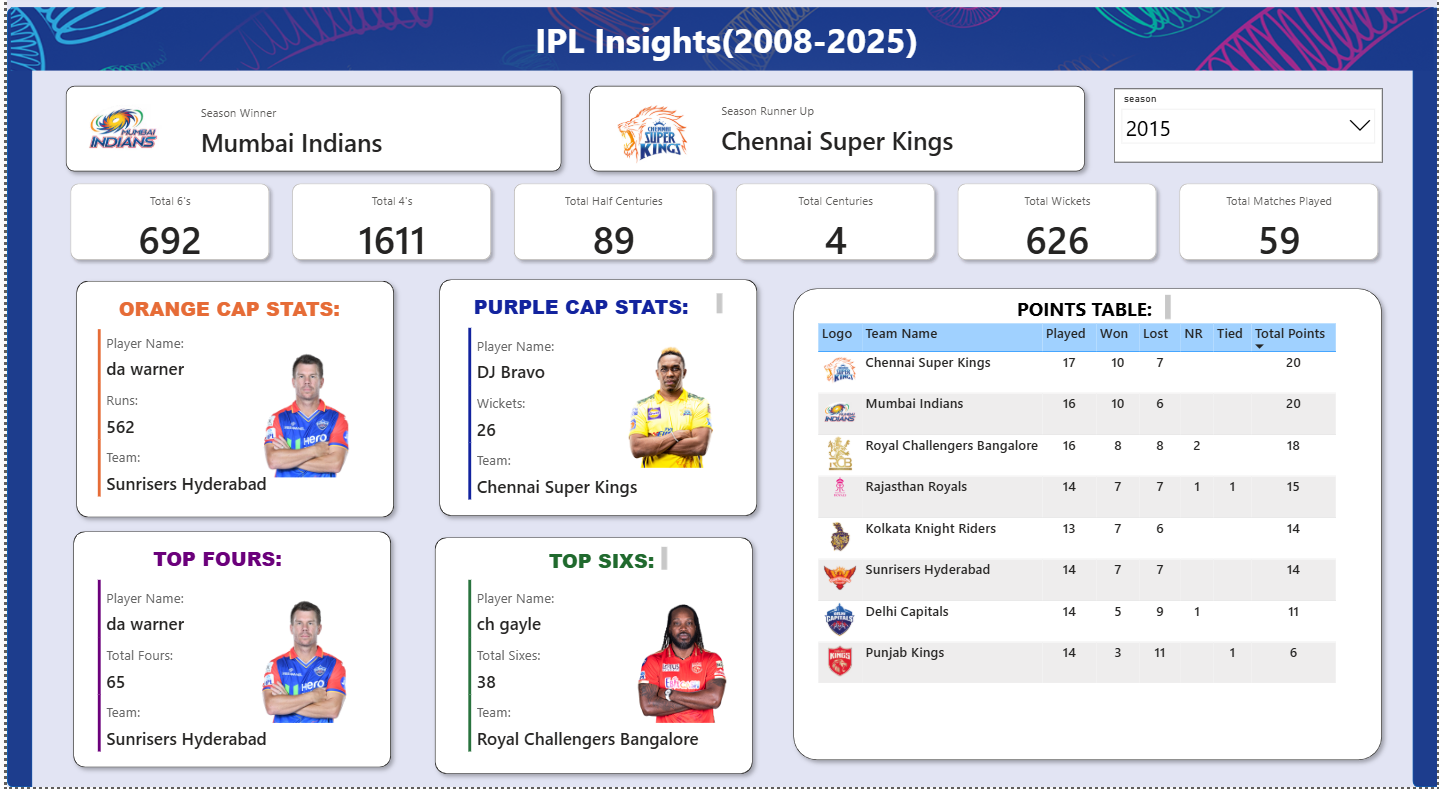 IPL Insights(2008-2025)
MUMBAI
INDIANS
Season Winner
Mumbai Indians
CHENNAI
SUPER
KINGS
Season Runner Up
Chennai Super Kings
season
2015
Total 6's
692
Total 4's
1611
Total Half Centuries
89
Total Centuries
4
Total Wickets
626
Total Matches Played
59
ORANGE CAP STATS:
Player Name:
da warner
Runs:
562
Team:
Sunrisers Hyderabad
Hero
PURPLE CAP STATS:
Player Name:
DJ Bravo
Wickets:
26
Team:
Chennai Super Kings
TOP FOURS:
Player Name:
da warner
Total Fours:
65
Team:
Sunrisers Hyderabad
Hero
TOP SIXS:
Player Name:
ch gayle
Total Sixes:
38
Team:
Royal Challengers Bangalore
POINTS TABLE:
Logo Team Name Played Won Lost NR Tied Total Points
Chennai Super Kings 17 10 7 20
Mumbai Indians 16 10 6 20
Royal Challengers Bangalore 16 8 8 2 18
Rajasthan Royals 14 7 7 1 1 15
Kolkata Knight Riders 13 7 6 14
Sunrisers Hyderabad 14 7 7 14
Delhi Capitals 14 5 9 1 11
Punjab Kings 14 3 11 1 6